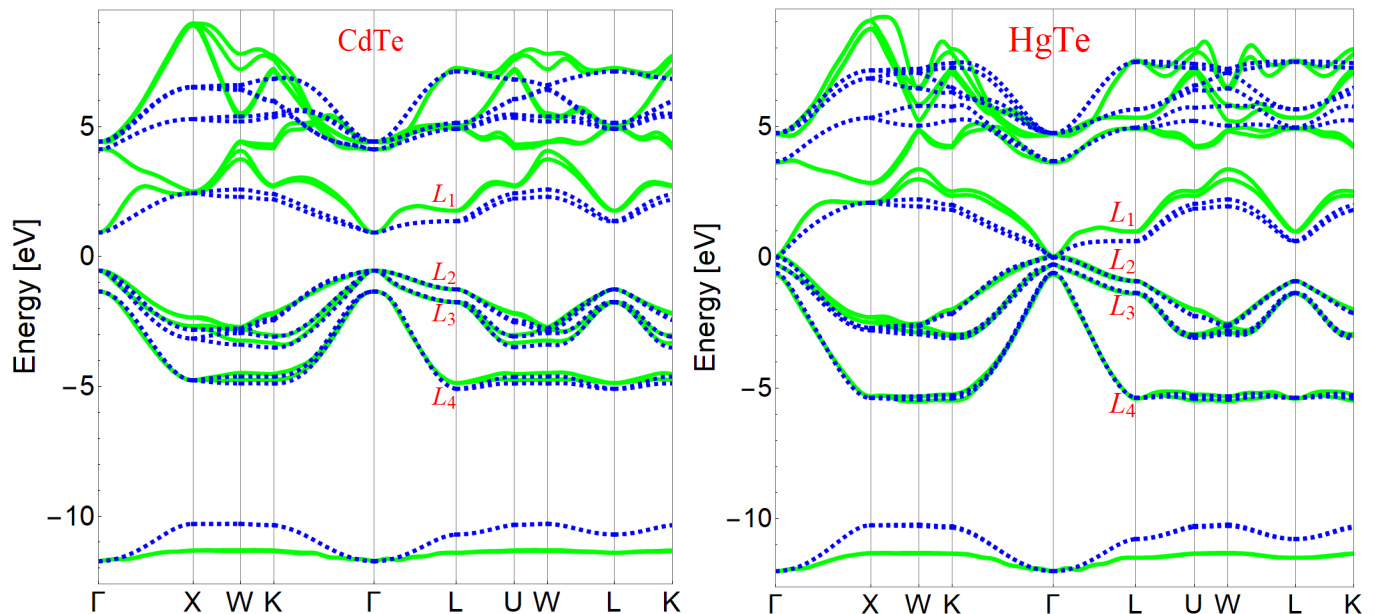 CdTe
Energy [eV]
5
0
−5
−10
L1
L2
L3
L4
Γ X W K Γ L U W L K
HgTe
Energy [eV]
5
0
−5
−10
L1
L2
L3
L4
Γ X W K Γ L U W L K